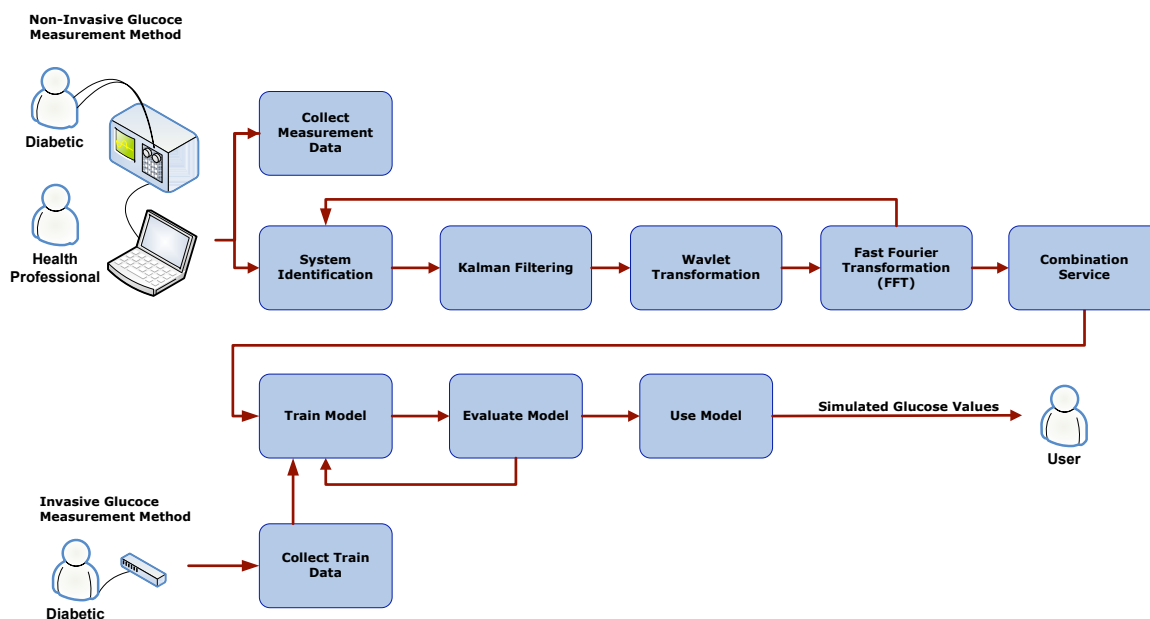 Non-Invasive Glucoce
Measurement Method
Diabetic
Health
Professional
Collect
Measurement
Data
System
Identification
Kalman Filtering
Wavlet
Transformation
Fast Fourier
Transformation
(FFT)
Combination
Service
Train Model
Evaluate Model
Use Model
Simulated Glucose Values
User
Invasive Glucoce
Measurement Method
Diabetic
Collect Train
Data